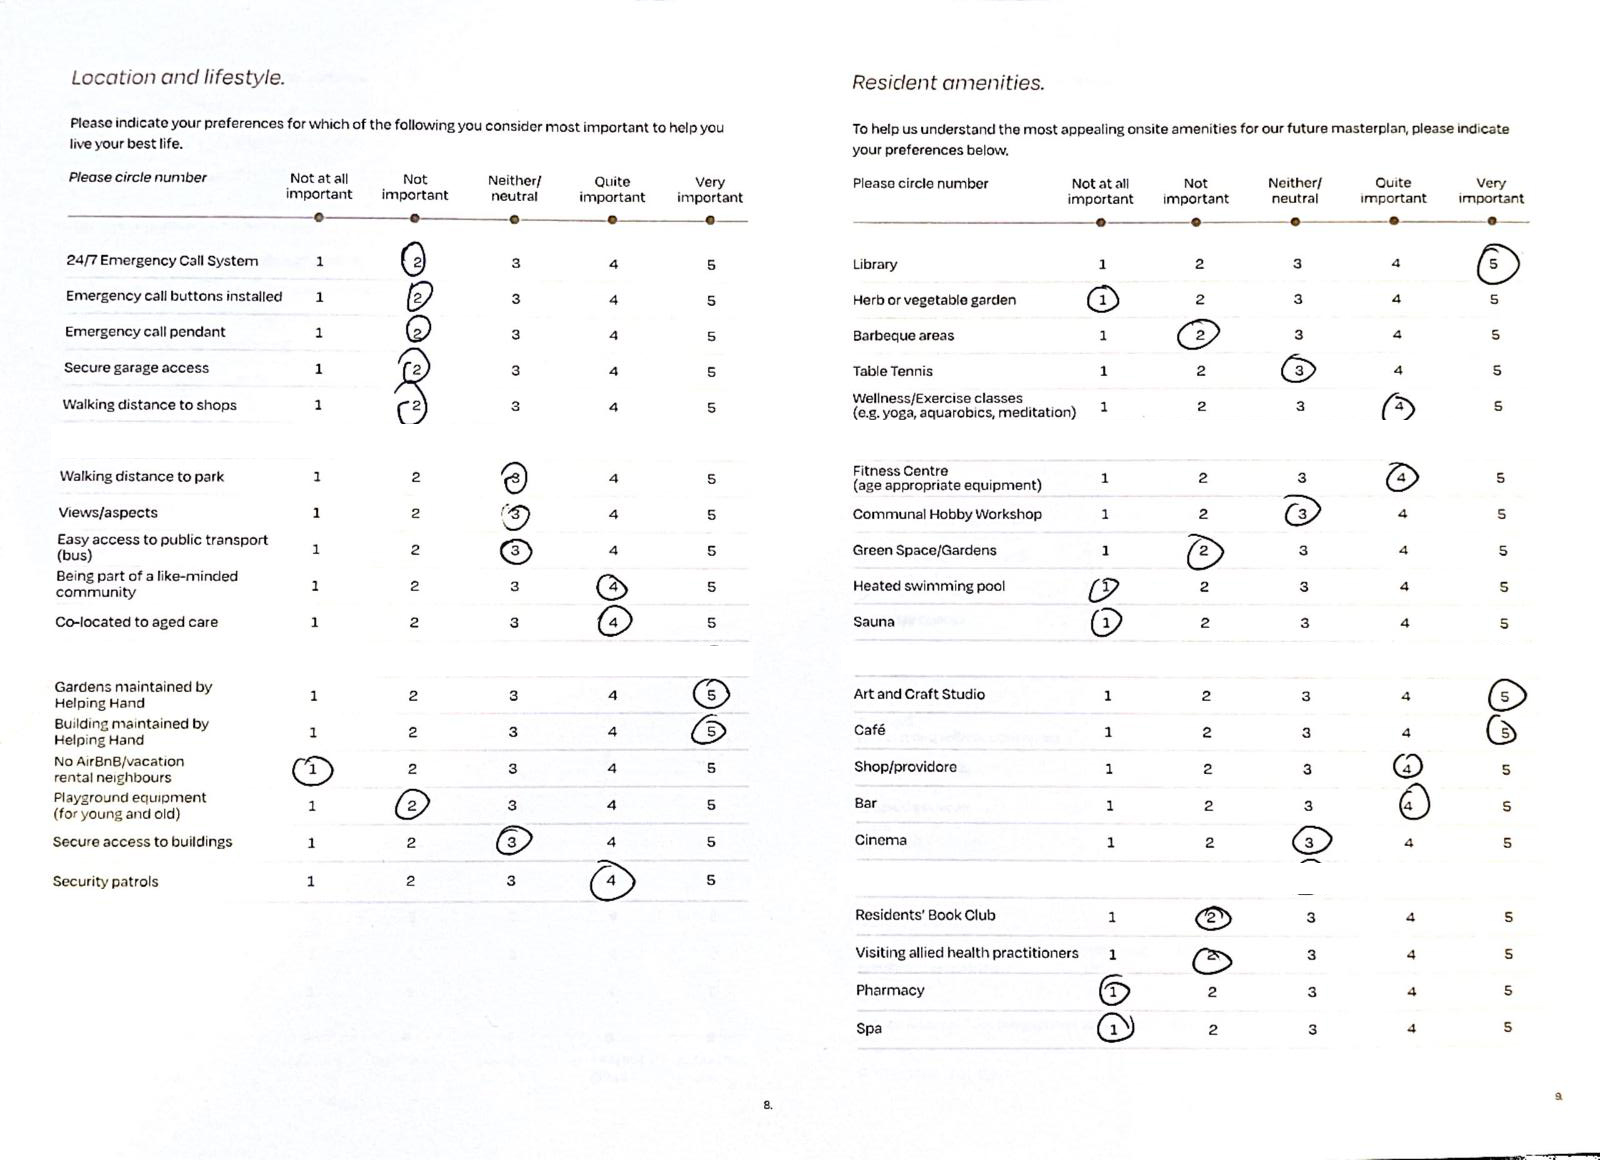 Location and lifestyle.
Please indicate your preferences for which of the following you consider most important to help you
live your best life.
Please circle number Not at all important Not important Neither/ neutral Quite important Very important
24/7 Emergency Call System 1 2 3 4 5
Emergency call buttons installed 1 2 3 4 5
Emergency call pendant 1 2 3 4 5
Secure garage access 1 2 3 4 5
Walking distance to shops 1 2 3 4 5
Walking distance to park 1 2 3 4 5
Views/aspects 1 2 3 4 5
Easy access to public transport
(bus) 1 2 3 4 5
Being part of a like-minded
community 1 2 3 4 5
Co-located to aged care 1 2 3 4 5
Gardens maintained by
Helping Hand 1 2 3 4 5
Building maintained by
Helping Hand 1 2 3 4 5
No AirBnB/vacation
rental neighbours 1 2 3 4 5
Playground equipment
(for young and old) 1 2 3 4 5
Secure access to buildings 1 2 3 4 5
Security patrols 1 2 3 4 5
8.
Resident amenities.
To help us understand the most appealing onsite amenities for our future masterplan, please indicate
your preferences below.
Please circle number Not at all important Not important Neither/ neutral Quite important Very important
Library 1 2 3 4 5
Herb or vegetable garden 1 2 3 4 5
Barbeque areas 1 2 3 4 5
Table Tennis 1 2 3 4 5
Wellness/Exercise classes
(e.g. yoga, aquarobics, meditation) 1 2 3 4 5
Fitness Centre
(age appropriate equipment) 1 2 3 4 5
Communal Hobby Workshop 1 2 3 4 5
Green Space/Gardens 1 2 3 4 5
Heated swimming pool 1 2 3 4 5
Sauna 1 2 3 4 5
Art and Craft Studio 1 2 3 4 5
Café 1 2 3 4 5
Shop/providore 1 2 3 4 5
Bar 1 2 3 4 5
Cinema 1 2 3 4 5
Residents' Book Club 1 2 3 4 5
Visiting allied health practitioners 1 2 3 4 5
Pharmacy 1 2 3 4 5
Spa 1 2 3 4 5
9.